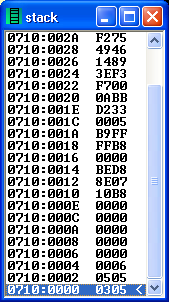 stack
0710:002A F275
0710:0028 4946
0710:0026 1489
0710:0024 3EF3
0710:0022 F700
0710:0020 0ABB
0710:001E D233
0710:001C 0005
0710:001A B9FF
0710:0018 FFB8
0710:0016 0000
0710:0014 BED8
0710:0012 8E07
0710:0010 10B8
0710:000E 0000
0710:000C 0000
0710:000A 0000
0710:0008 0000
0710:0006 0000
0710:0004 0006
0710:0002 0505
0710:0000 0305 <